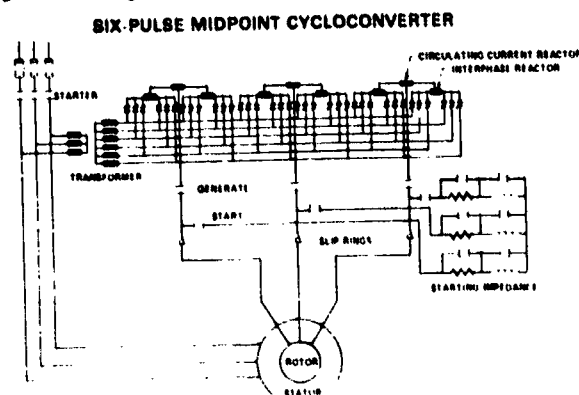 SIX-PULSE MIDPOINT CYCLOCONVERTER
CIRCULATING CURRENT REACTOR
INTERPHASE REACTOR
STARTER
TRANSFORMER
GENERATE
START
SLIP RINGS
STARTING IMPEDANCE
ROTOR
STATOR